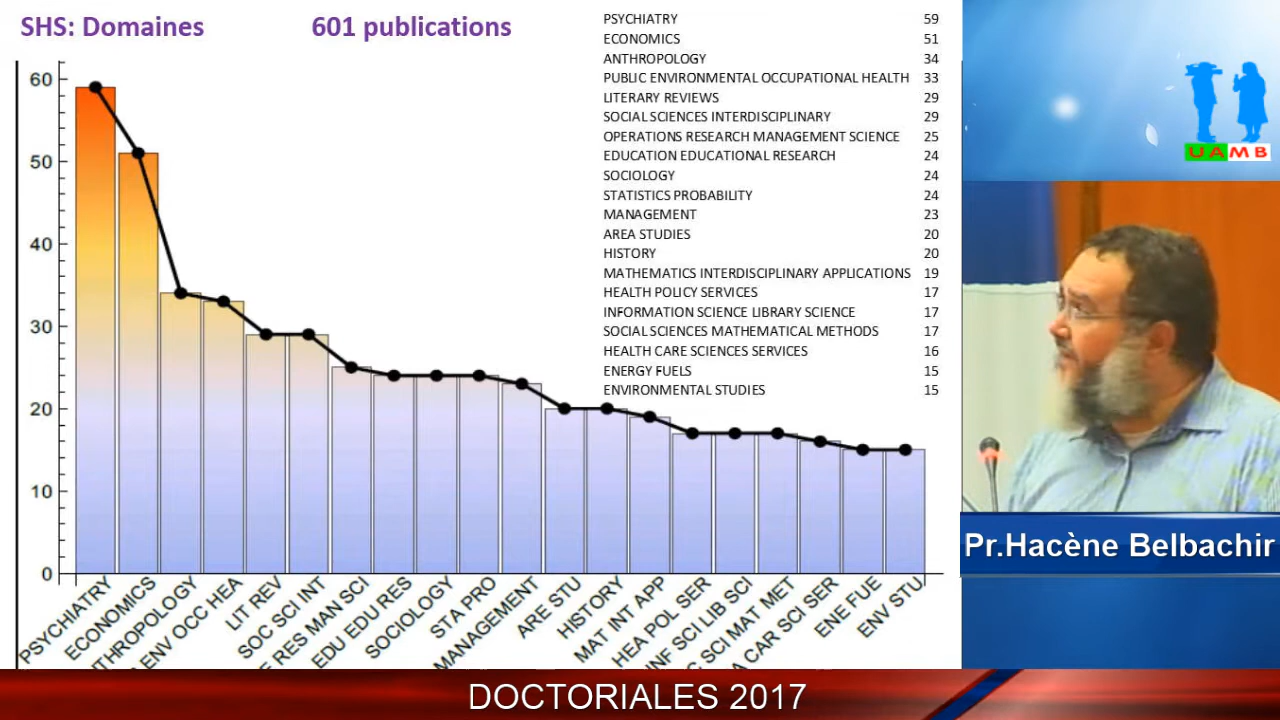 SHS: Domaines
601 publications
PSYCHIATRY 59
ECONOMICS 51
ANTHROPOLOGY 34
PUBLIC ENVIRONMENTAL OCCUPATIONAL HEALTH 33
LITERARY REVIEWS 29
SOCIAL SCIENCES INTERDISCIPLINARY 29
OPERATIONS RESEARCH MANAGEMENT SCIENCE 25
EDUCATION EDUCATIONAL RESEARCH 24
SOCIOLOGY 24
STATISTICS PROBABILITY 24
MANAGEMENT 23
AREA STUDIES 20
HISTORY 20
MATHEMATICS INTERDISCIPLINARY APPLICATIONS 19
HEALTH POLICY SERVICES 17
INFORMATION SCIENCE LIBRARY SCIENCE 17
SOCIAL SCIENCES MATHEMATICAL METHODS 17
HEALTH CARE SCIENCES SERVICES 16
ENERGY FUELS 15
ENVIRONMENTAL STUDIES 15
60
50
40
30
20
10
0
PSYCHIATRY
ECONOMICS
NTHROPOLOGY
ENV OCC HEA
LIT REV
SOC SCI INT
RES MAN SCI
EDU EDU RES
SOCIOLOGY
STA PRO
MANAGEMENT
ARE STU
HISTORY
MAT INT APP
HEA POL SER
INF SCI LIB SCI
SCI MAT MET
CAR SCI SER
ENE FUE
ENV STU
UAMB
Pr.Hacène Belbachir
DOCTORIALES 2017